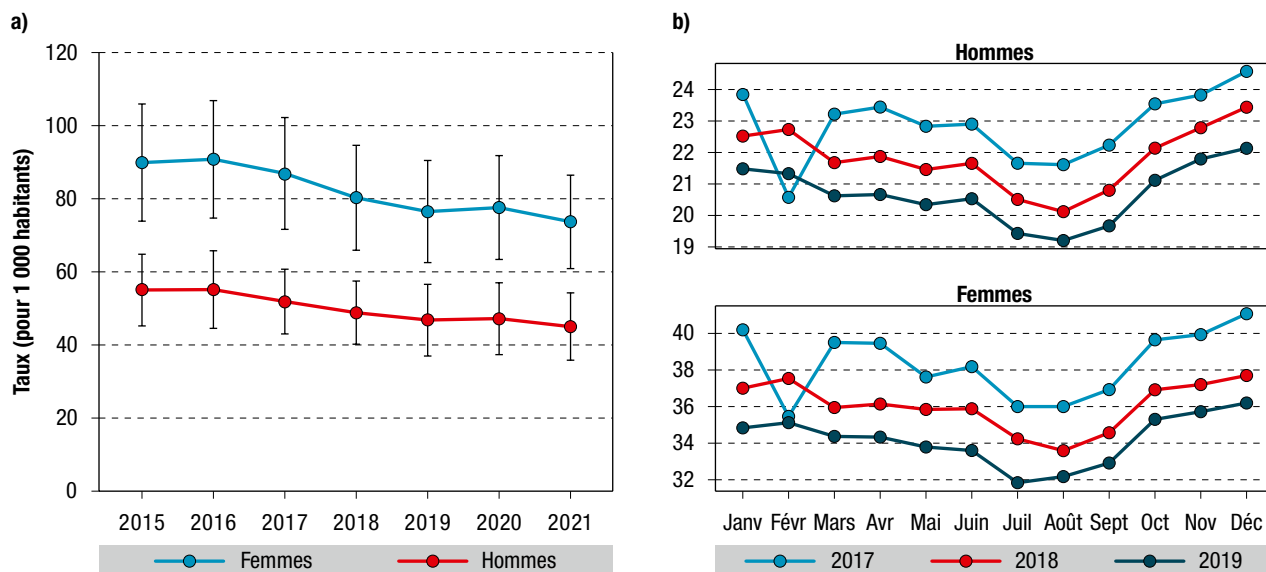 a)
Taux (pour 1 000 habitants)
120
100
80
60
40
20
0
2015 2016 2017 2018 2019 2020 2021
Femmes Hommes
b)
Hommes
24
23
22
21
20
19
Femmes
40
38
36
34
32
Janv Févr Mars Avr Mai Juin Juil Août Sept Oct Nov Déc
2017 2018 2019